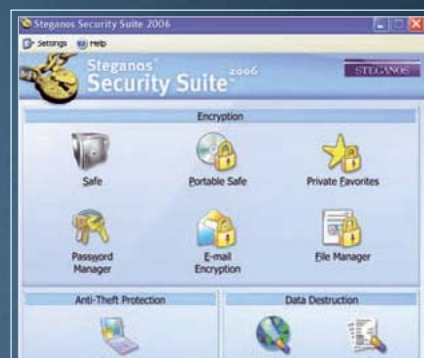 Steganos Security Suite 2006
Settings Help
Steganos
Security Suite 2006
STEGANOS
Encryption
Safe Portable Safe Private Favorites
Password Manager E-mail Encryption File Manager
Anti-Theft Protection Data Destruction